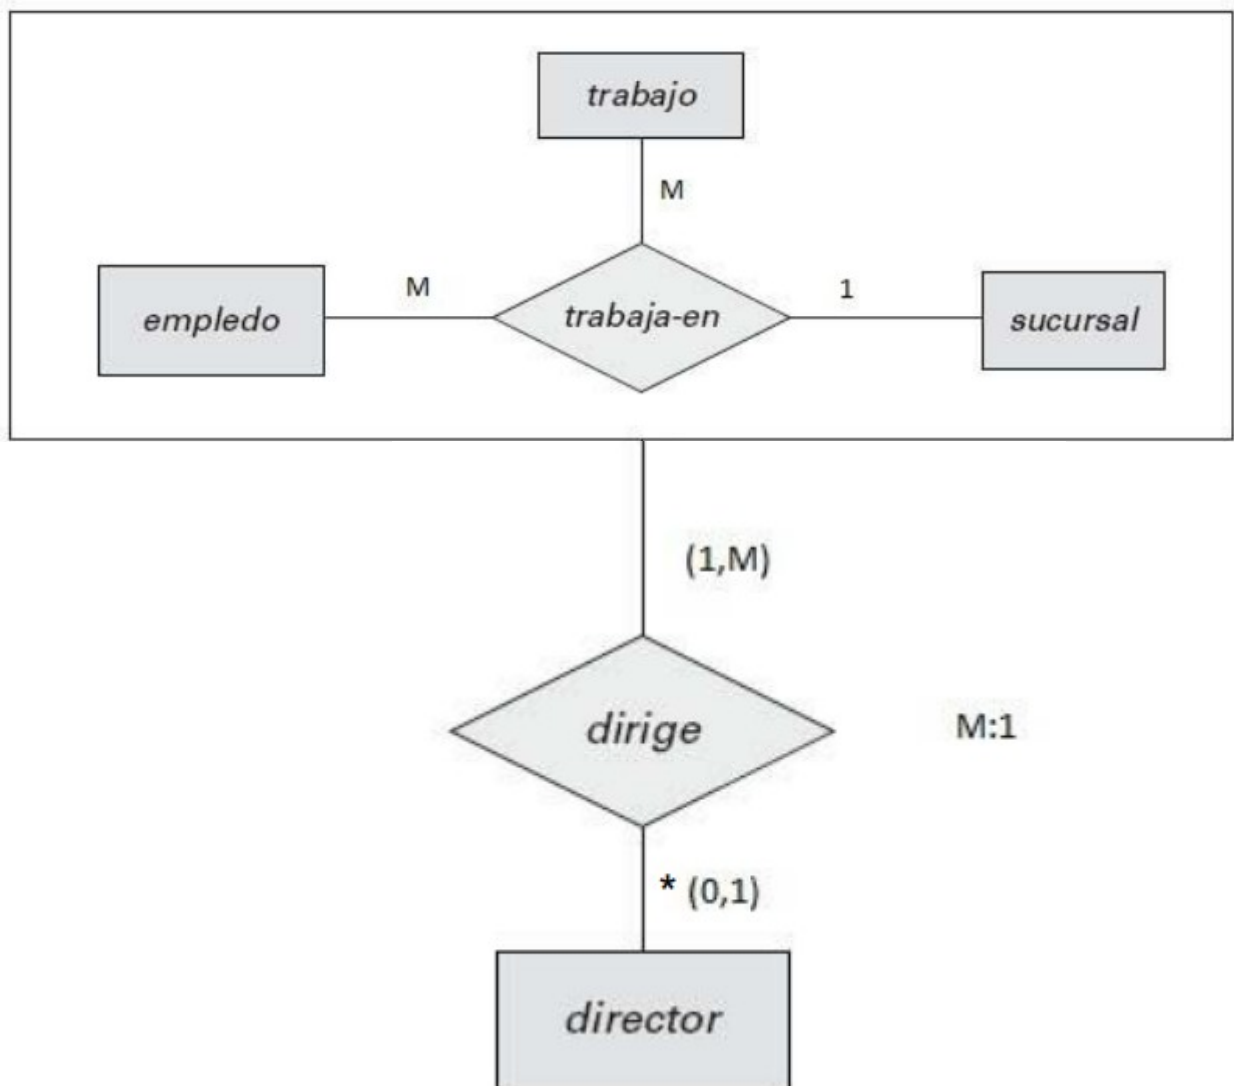 trabajo
M
empledo
M
trabaja-en
1
sucursal
(1,M)
dirige
M:1
* (0,1)
director